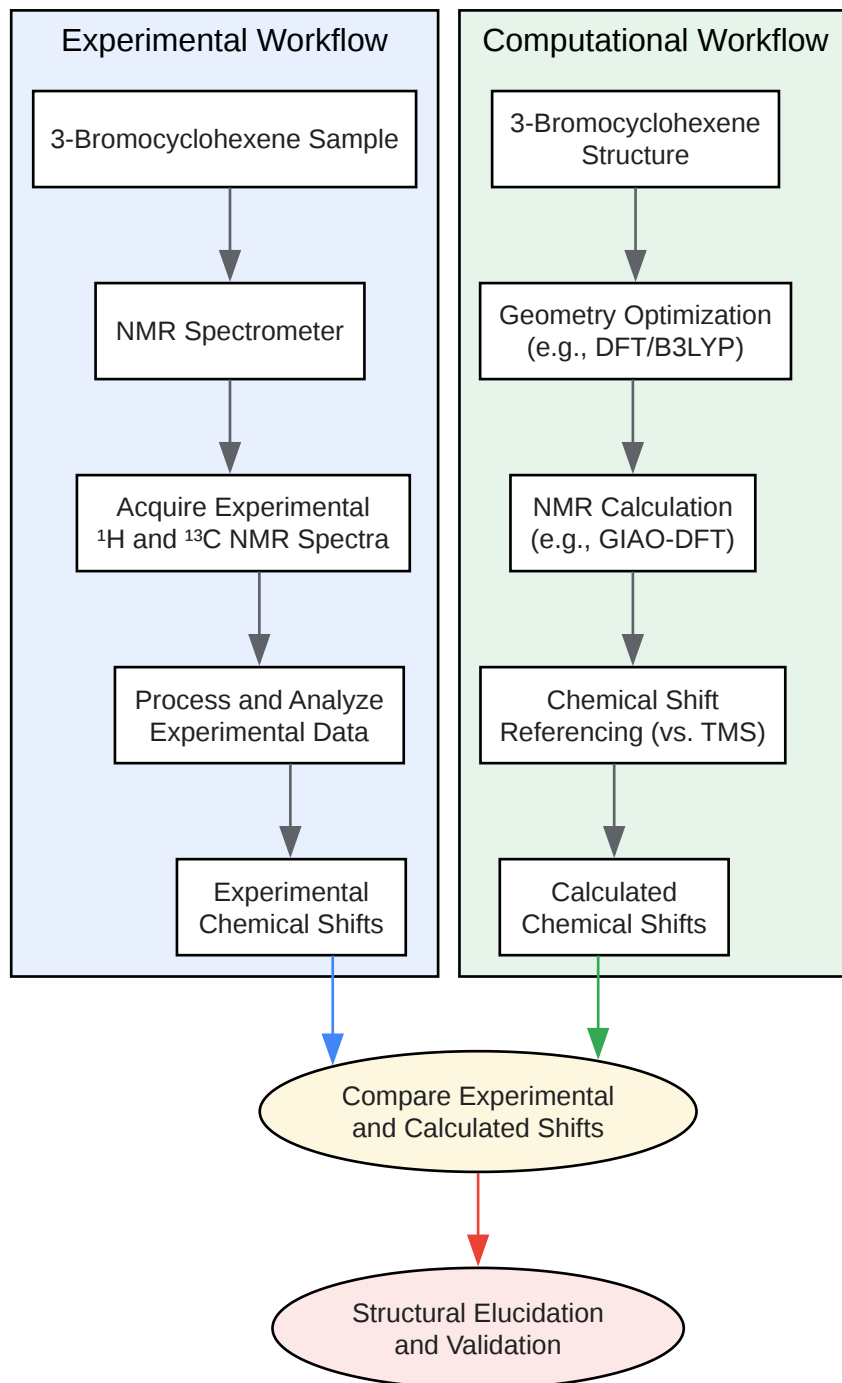 Experimental Workflow
3-Bromocyclohexene Sample
NMR Spectrometer
Acquire Experimental
¹H and ¹³C NMR Spectra
Process and Analyze
Experimental Data
Experimental
Chemical Shifts
Computational Workflow
3-Bromocyclohexene
Structure
Geometry Optimization
(e.g., DFT/B3LYP)
NMR Calculation
(e.g., GIAO-DFT)
Chemical Shift
Referencing (vs. TMS)
Calculated
Chemical Shifts
Compare Experimental
and Calculated Shifts
Structural Elucidation
and Validation